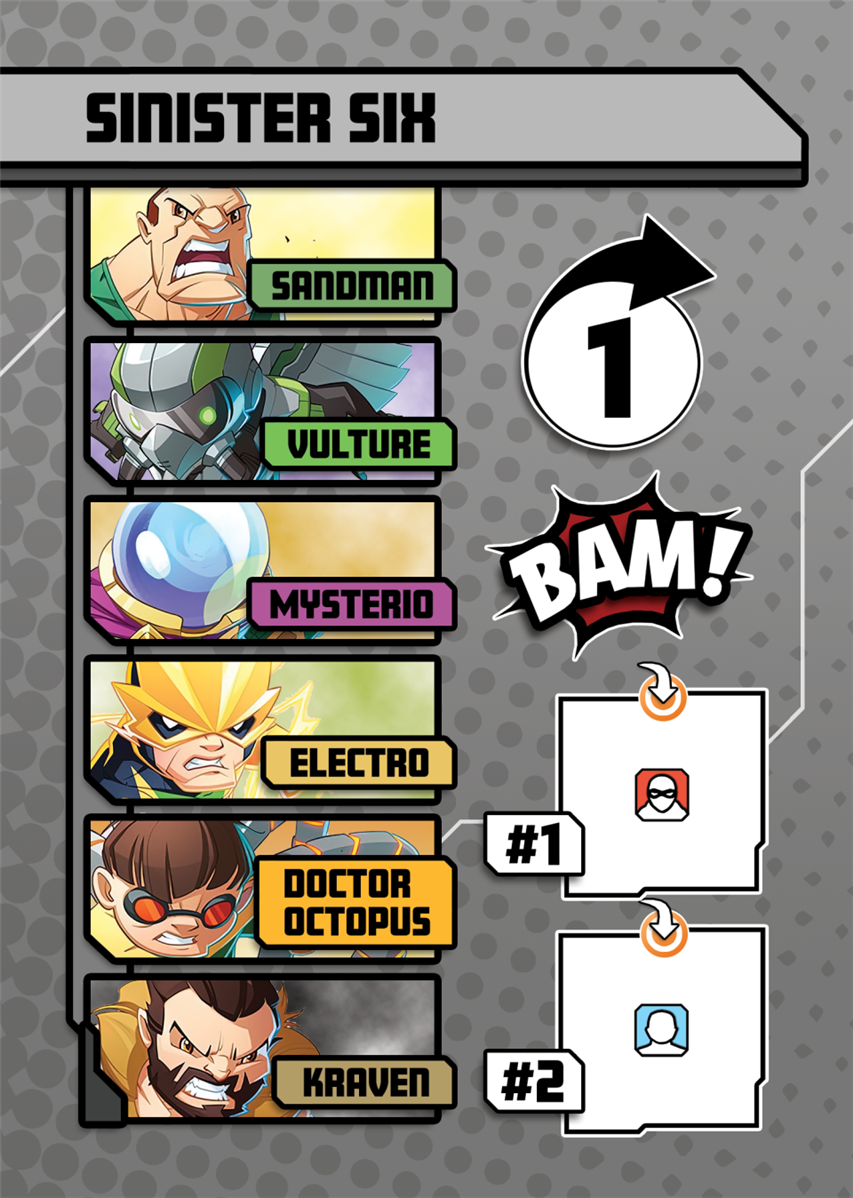 SINISTER SIX
SANDMAN
VULTURE
MYSTERIO
ELECTRO
DOCTOR
OCTOPUS
KRAVEN
1
BAM!
#1
#2